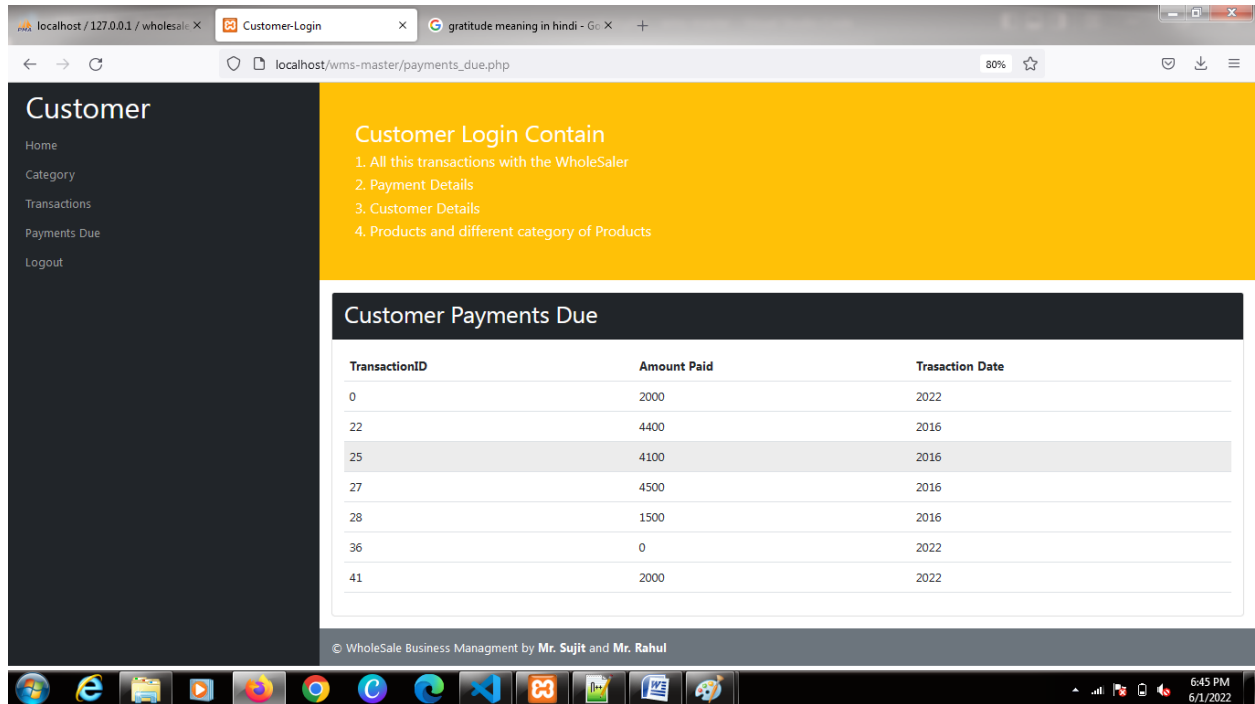 localhost / 127.0.0.1 / wholesale
Customer-Login
gratitude meaning in hindi - Go
localhost/wms-master/payments_due.php
80%
Customer
Home
Category
Transactions
Payments Due
Logout
Customer Login Contain
1. All this transactions with the WholeSaler
2. Payment Details
3. Customer Details
4. Products and different category of Products
Customer Payments Due
TransactionID Amount Paid Trasaction Date
0 2000 2022
22 4400 2016
25 4100 2016
27 4500 2016
28 1500 2016
36 0 2022
41 2000 2022
© WholeSale Business Managment by Mr. Sujit and Mr. Rahul
6:45 PM
6/1/2022